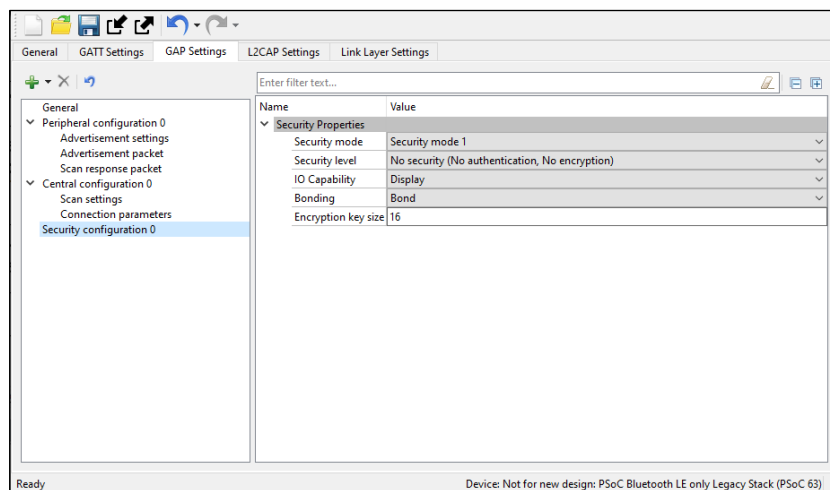 General GATT Settings GAP Settings L2CAP Settings Link Layer Settings
Enter filter text...
General
Peripheral configuration 0
Advertisement settings
Advertisement packet
Scan response packet
Central configuration 0
Scan settings
Connection parameters
Security configuration 0
Name Value
Security Properties
Security mode Security mode 1
Security level No security (No authentication, No encryption)
IO Capability Display
Bonding Bond
Encryption key size 16
Ready Device: Not for new design: PSoC Bluetooth LE only Legacy Stack (PSoC 63)